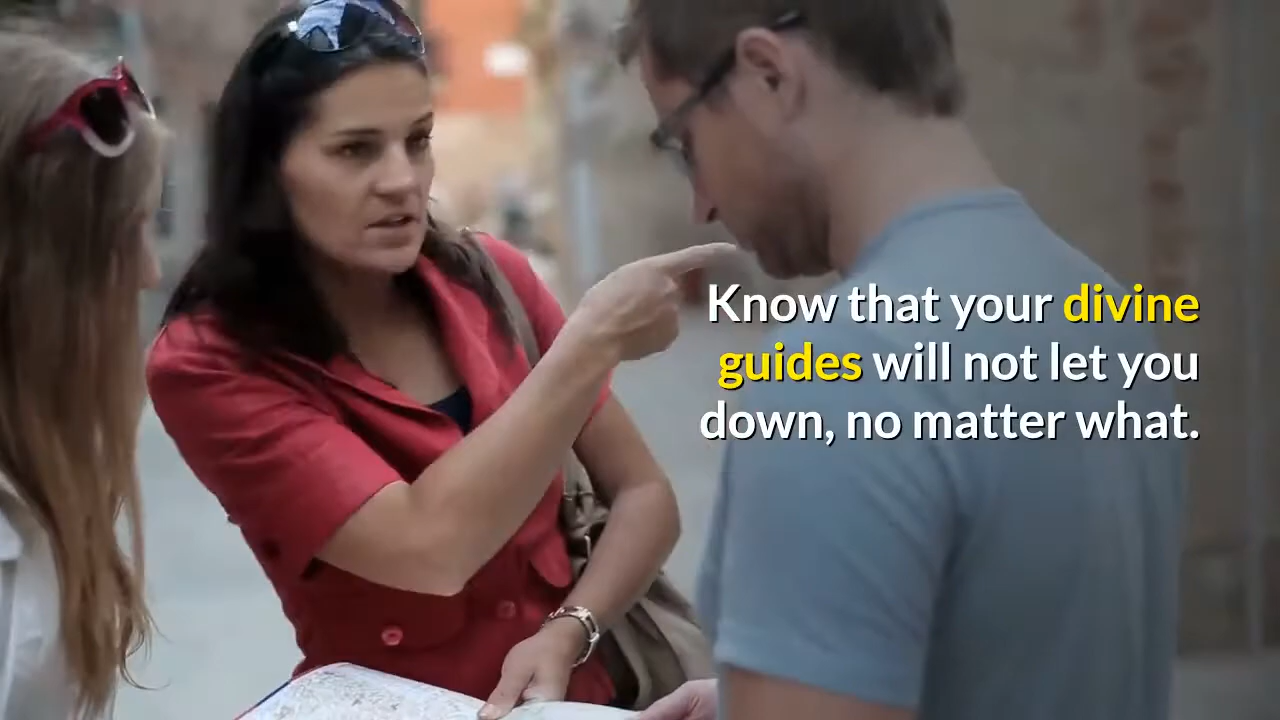 Know that your divine
guides will not let you
down, no matter what.